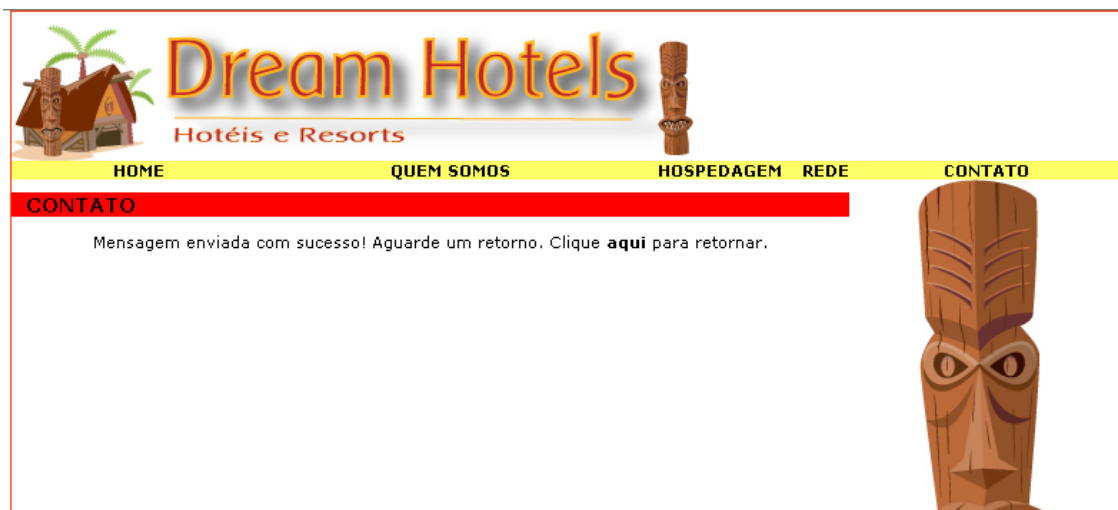 Dream Hotels
Hotéis e Resorts
HOME QUEM SOMOS HOSPEDAGEM REDE CONTATO
CONTATO
Mensagem enviada com sucesso! Aguarde um retorno. Clique aqui para retornar.